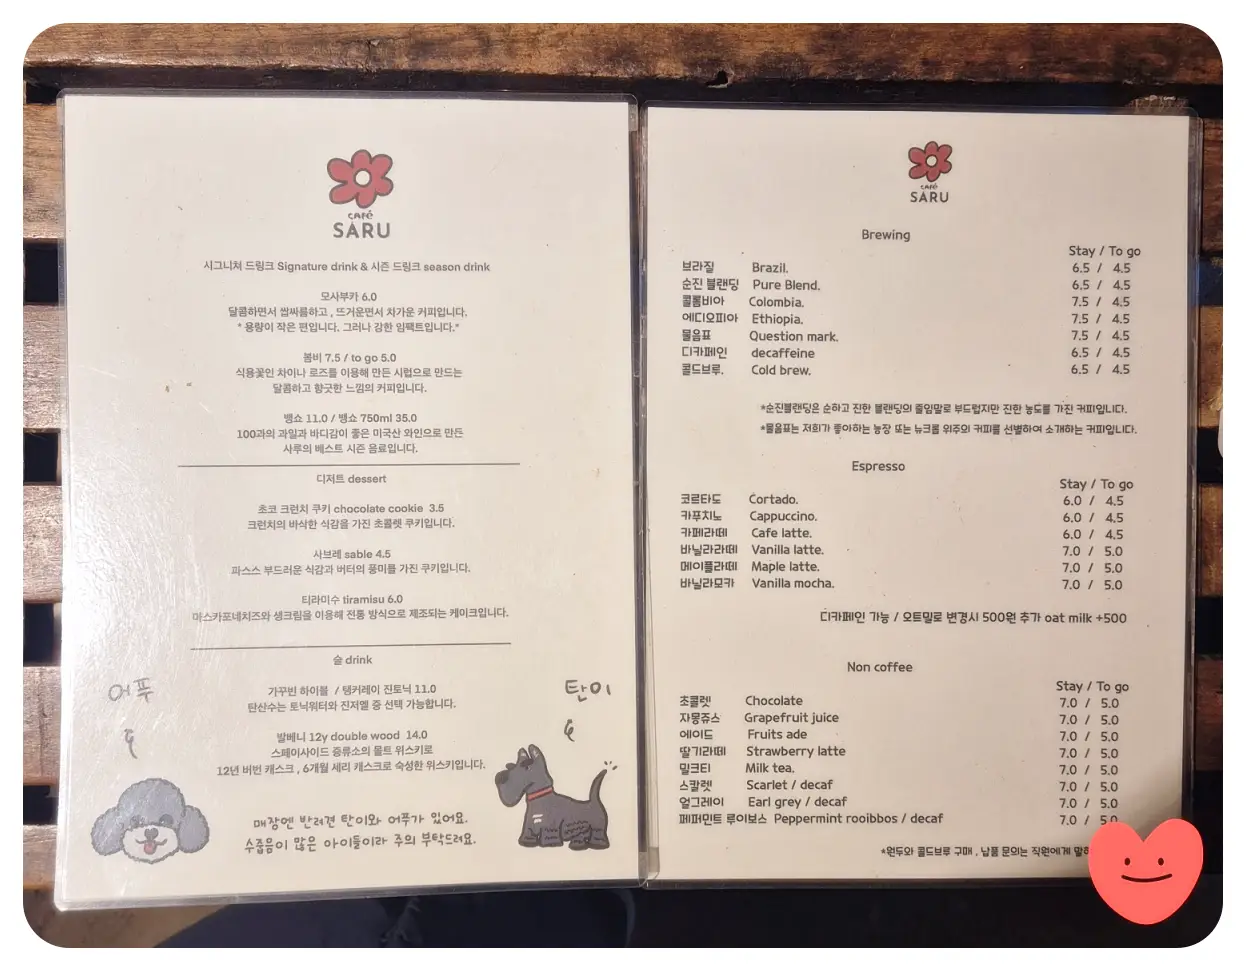 café
SARU
시그니쳐 드링크 Signature drink & 시즌 드링크 season drink
모사부카 6.0
달콤하면서 쌉싸름하고 , 뜨거운면서 차가운 커피입니다.
* 용량이 작은 편입니다. 그러나 강한 임팩트입니다.*
봄비 7.5 / to go 5.0
식용꽃인 차이나 로즈를 이용해 만든 시럽으로 만드는
달콤하고 향긋한 느낌의 커피입니다.
뱅쇼 11.0 / 뱅쇼 750ml 35.0
100과의 과일과 바디감이 좋은 미국산 와인으로 만든
사루의 베스트 시즌 음료입니다.
디저트 dessert
초코 크런치 쿠키 chocolate cookie 3.5
크런치의 바삭한 식감을 가진 초콜렛 쿠키입니다.
사브레 sable 4.5
파스스 부드러운 식감과 버터의 풍미를 가진 쿠키입니다.
티라미수 tiramisu 6.0
마스카포네치즈와 생크림을 이용해 전통 방식으로 제조되는 케이크입니다.
술 drink
가꾸빈 하이볼 / 탱커레이 진토닉 11.0
탄산수는 토닉워터와 진저엘 중 선택 가능합니다.
발베니 12y double wood 14.0
스페이사이드 증류소의 몰트 위스키로
12년 버번 캐스크 , 6개월 셰리 캐스크로 숙성한 위스키입니다.
어푸
탄이
매장엔 반려견 탄이와 어푸가 있어요.
수줍음이 많은 아이들이라 주의 부탁드려요.
café
SARU
Brewing
Stay / To go
브라질 Brazil. 6.5 / 4.5
순진 블랜딩 Pure Blend. 6.5 / 4.5
콜롬비아 Colombia. 7.5 / 4.5
에디오피아 Ethiopia. 7.5 / 4.5
물음표 Question mark. 7.5 / 4.5
디카페인 decaffeine 6.5 / 4.5
콜드브루. Cold brew. 6.5 / 4.5
*순진블랜딩은 순하고 진한 블랜딩의 줄임말로 부드럽지만 진한 농도를 가진 커피입니다.
*물음표는 저희가 좋아하는 농장 또는 뉴크롭 위주의 커피를 선별하여 소개하는 커피입니다.
Espresso
Stay / To go
코르타도 Cortado. 6.0 / 4.5
카푸치노 Cappuccino. 6.0 / 4.5
카페라떼 Cafe latte. 6.0 / 4.5
바닐라라떼 Vanilla latte. 7.0 / 5.0
메이플라떼 Maple latte. 7.0 / 5.0
바닐라모카 Vanilla mocha. 7.0 / 5.0
디카페인 가능 / 오트밀로 변경시 500원 추가 oat milk +500
Non coffee
Stay / To go
초콜렛 Chocolate 7.0 / 5.0
자몽쥬스 Grapefruit juice 7.0 / 5.0
에이드 Fruits ade 7.0 / 5.0
딸기라떼 Strawberry latte 7.0 / 5.0
밀크티 Milk tea. 7.0 / 5.0
스칼렛 Scarlet / decaf 7.0 / 5.0
얼그레이 Earl grey / decaf 7.0 / 5.0
페퍼민트 루이보스 Peppermint rooibbos / decaf 7.0 / 5.0
*원두와 콜드브루 구매 , 납품 문의는 직원에게